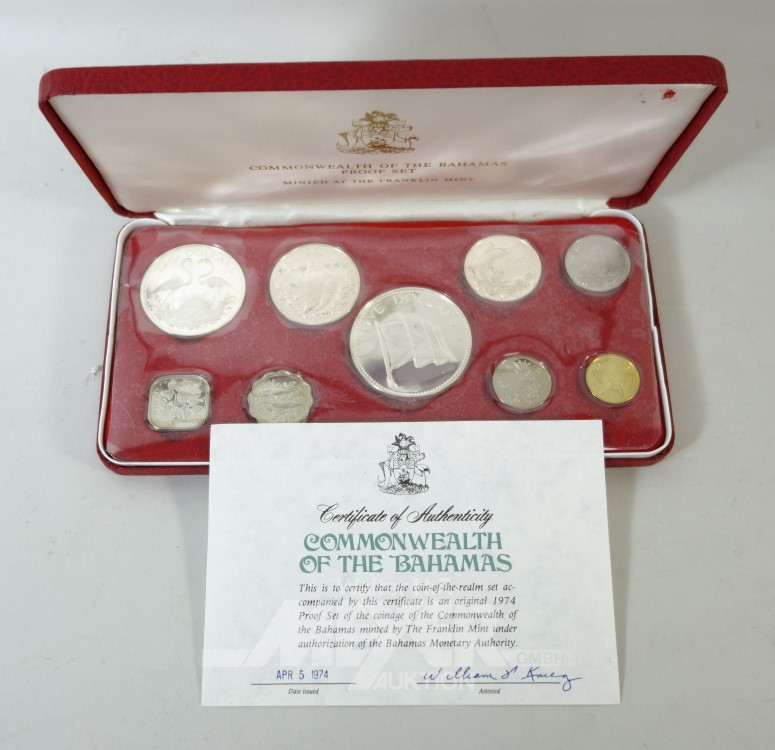 COMMONWEALTH OF THE BAHAMAS
PROOF SET
MINTED AT THE FRANKLIN MINT
Certificate of Authenticity
COMMONWEALTH
OF THE BAHAMAS
This is to certify that the coin-of-the-realm set ac-
companied by this certificate is an original 1974
Proof Set of the coinage of the Commonwealth of
the Bahamas minted by The Franklin Mint under
authorization of the Bahamas Monetary Authority.
GMBH
AUKTION
APR 5 1974
Date issued
Attested